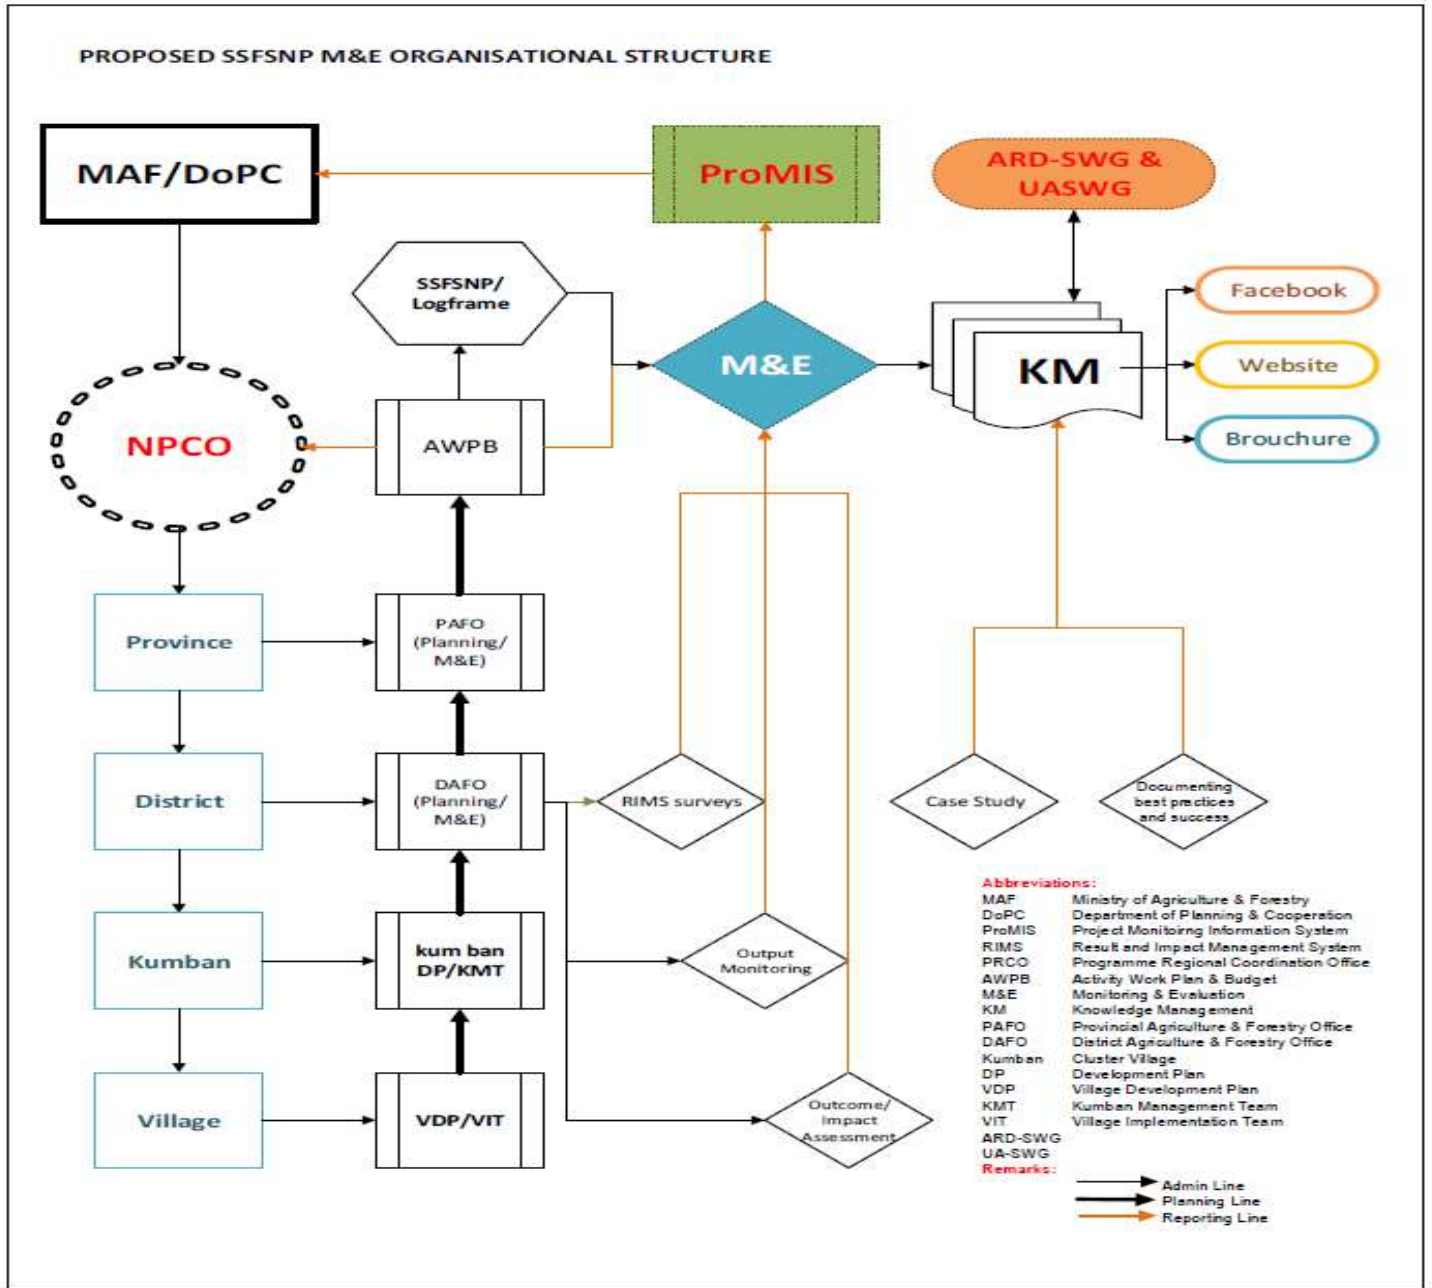 PROPOSED SSFSNP M&E ORGANISATIONAL STRUCTURE
MAF/DoPC
ProMIS
ARD-SWG &
UASWG
SSFSNP/
Logframe
Facebook
M&E
KM
Website
NPCO
AWPB
Brouchure
Province
PAFO
(Planning/
M&E)
District
DAFO
(Planning/
M&E)
RIMS surveys
Case Study
Documenting
best practices
and success
Kumban
kum ban
DP/KMT
Output
Monitoring
Village
VDP/VIT
Outcome/
Impact
Assessment
Abbreviations:
MAF Ministry of Agriculture & Forestry
DoPC Department of Planning & Cooperation
ProMIS Project Monitoirng Information System
RIMS Result and Impact Management System
PRCO Programme Regional Coordination Office
AWPB Activity Work Plan & Budget
M&E Monitoring & Evaluation
KM Knowledge Management
PAFO Provincial Agriculture & Forestry Office
DAFO District Agriculture & Forestry Office
Kumban Cluster Village
DP Development Plan
VDP Village Development Plan
KMT Kumban Management Team
VIT Village Implementation Team
ARD-SWG
UA-SWG
Remarks:
Admin Line
Planning Line
Reporting Line